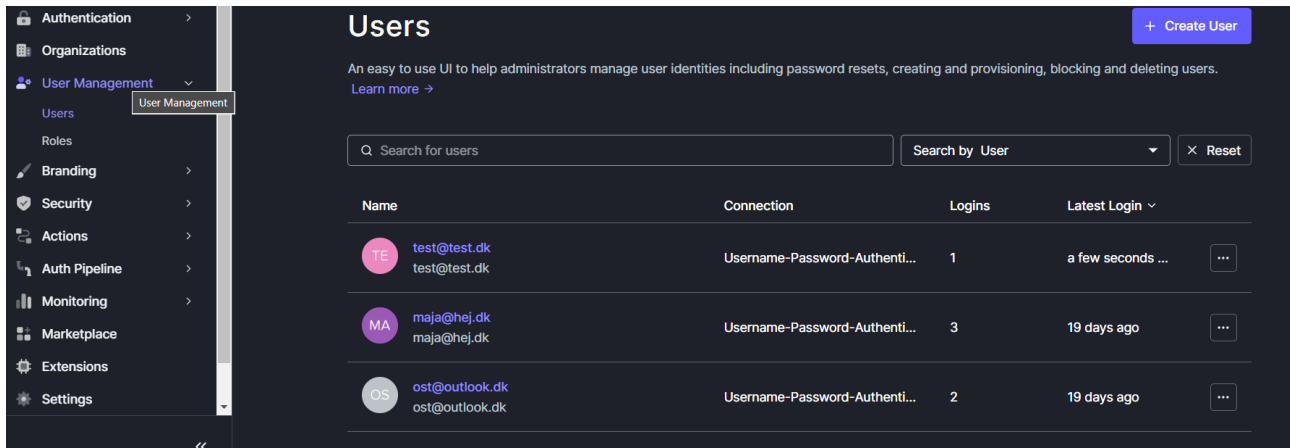 Authentication
Organizations
User Management
User Management
Users
Roles
Branding
Security
Actions
Auth Pipeline
Monitoring
Marketplace
Extensions
Settings
Users
+ Create User
An easy to use UI to help administrators manage user identities including password resets, creating and provisioning, blocking and deleting users.
Learn more →
Search for users
Search by User
× Reset
Name Connection Logins Latest Login
TE test@test.dk
test@test.dk
Username-Password-Authenti... 1 a few seconds ...
MA maja@hej.dk
maja@hej.dk
Username-Password-Authenti... 3 19 days ago
OS ost@outlook.dk
ost@outlook.dk
Username-Password-Authenti... 2 19 days ago